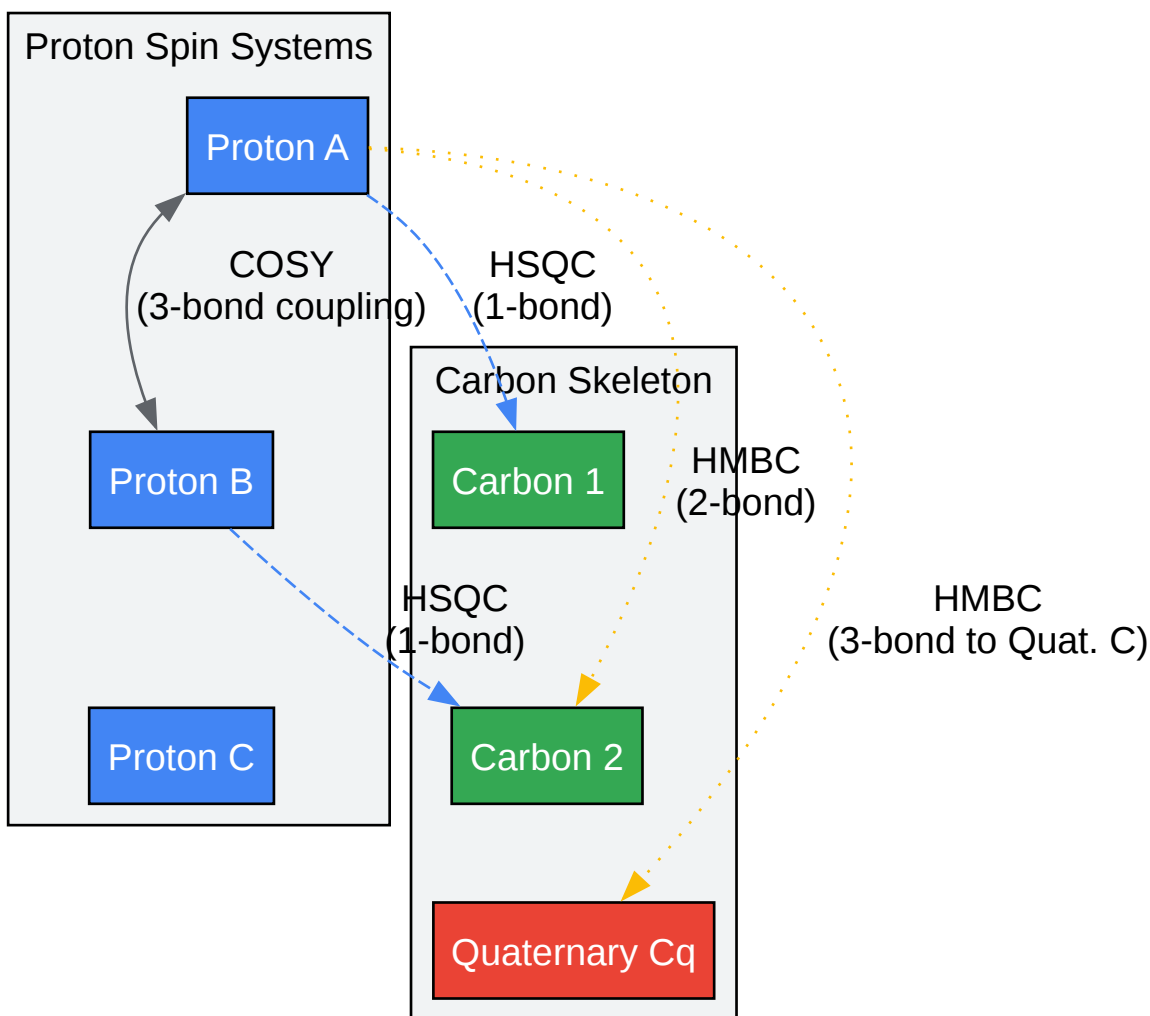 Proton Spin Systems
Proton A
COSY
(3-bond coupling)
HSQC
(1-bond)
Carbon Skeleton
Proton B
Carbon 1
HMBC
(2-bond)
HSQC
(1-bond)
HMBC
(3-bond to Quat. C)
Proton C
Carbon 2
Quaternary Cq